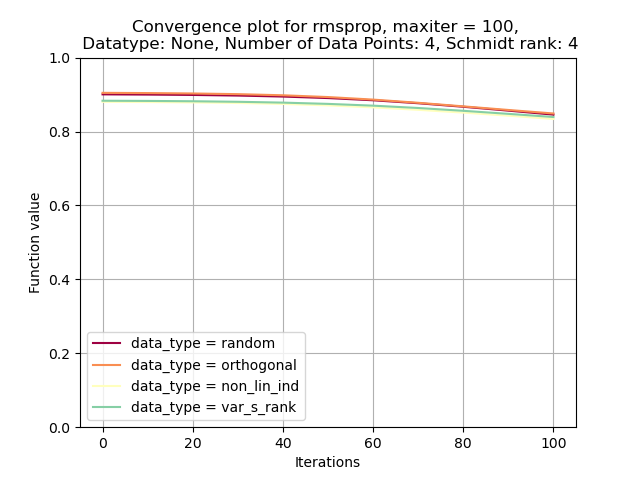 Convergence plot for rmsprop, maxiter = 100,
Datatype: None, Number of Data Points: 4, Schmidt rank: 4
1.0
0.8
0.6
0.4
0.2
0.0
Function value
data_type = random
data_type = orthogonal
data_type = non_lin_ind
data_type = var_s_rank
0 20 40 60 80 100
Iterations